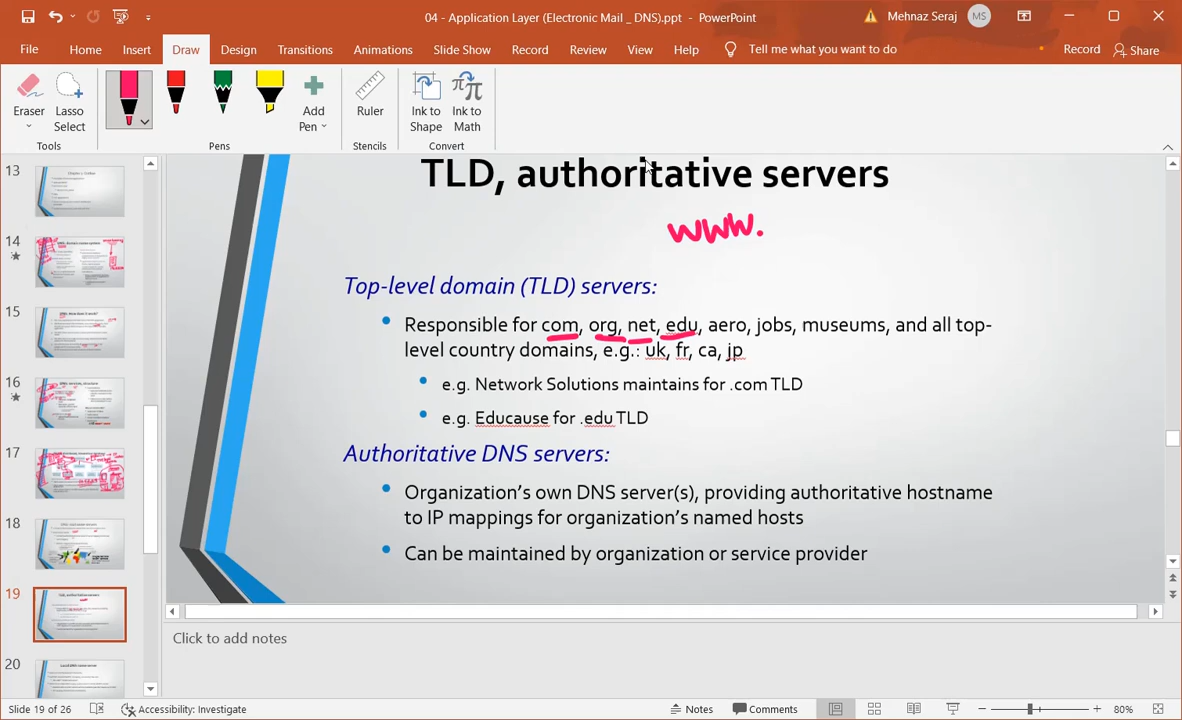 04 - Application Layer (Electronic Mail _ DNS).ppt - PowerPoint
Mehnaz Seraj MS
File Home Insert Draw Design Transitions Animations Slide Show Record Review View Help Tell me what you want to do Record Share
Eraser Lasso Select Add Pen Ruler Ink to Shape Ink to Math
Tools Pens Stencils Convert
13
14
15
16
17
18
19
20
TLD, authoritative servers
www.
Top-level domain (TLD) servers:
Responsible for com, org, net, edu, aero, jobs, museums, and all top-
level country domains, e.g.: uk, fr, ca, jp
e.g. Network Solutions maintains for .com TLD
e.g. Educause for .edu TLD
Authoritative DNS servers:
Organization's own DNS server(s), providing authoritative hostname
to IP mappings for organization's named hosts
Can be maintained by organization or service provider
Click to add notes
Slide 19 of 26 Accessibility: Investigate Notes Comments 80%